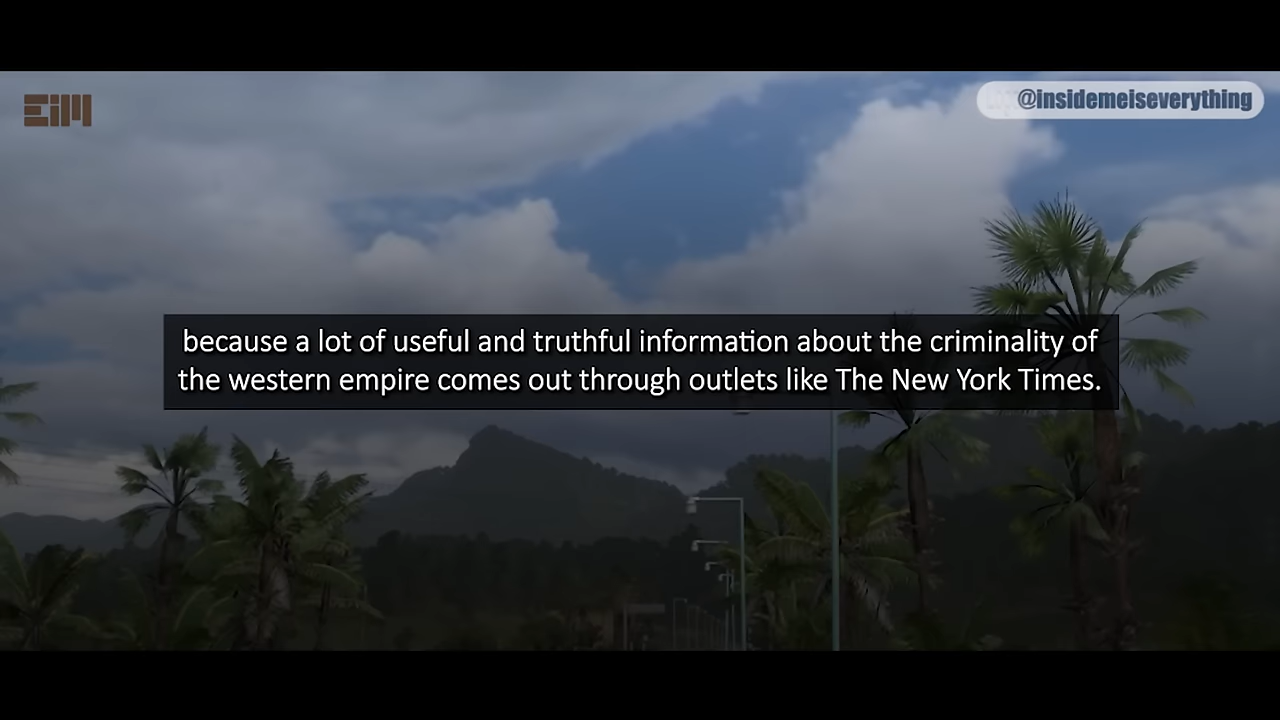 EiM
@insidemeiseverything
because a lot of useful and truthful information about the criminality of
the western empire comes out through outlets like The New York Times.